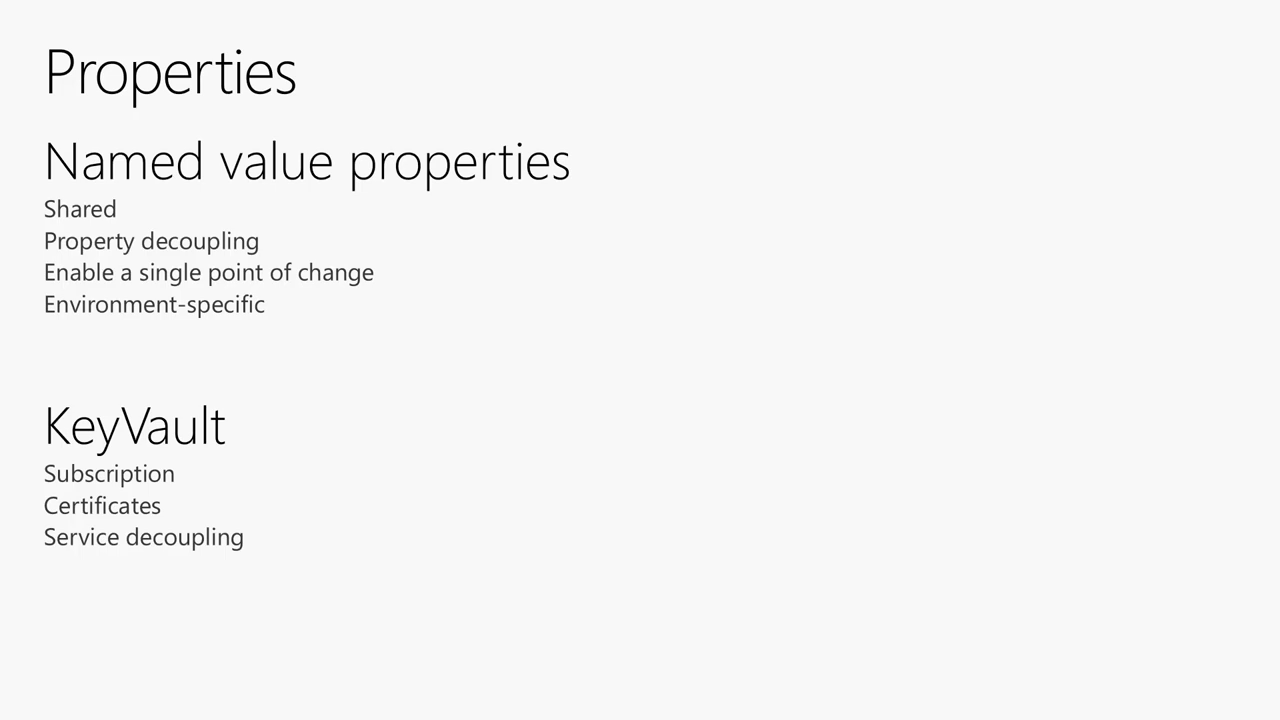 Properties
Named value properties
Shared
Property decoupling
Enable a single point of change
Environment-specific
KeyVault
Subscription
Certificates
Service decoupling